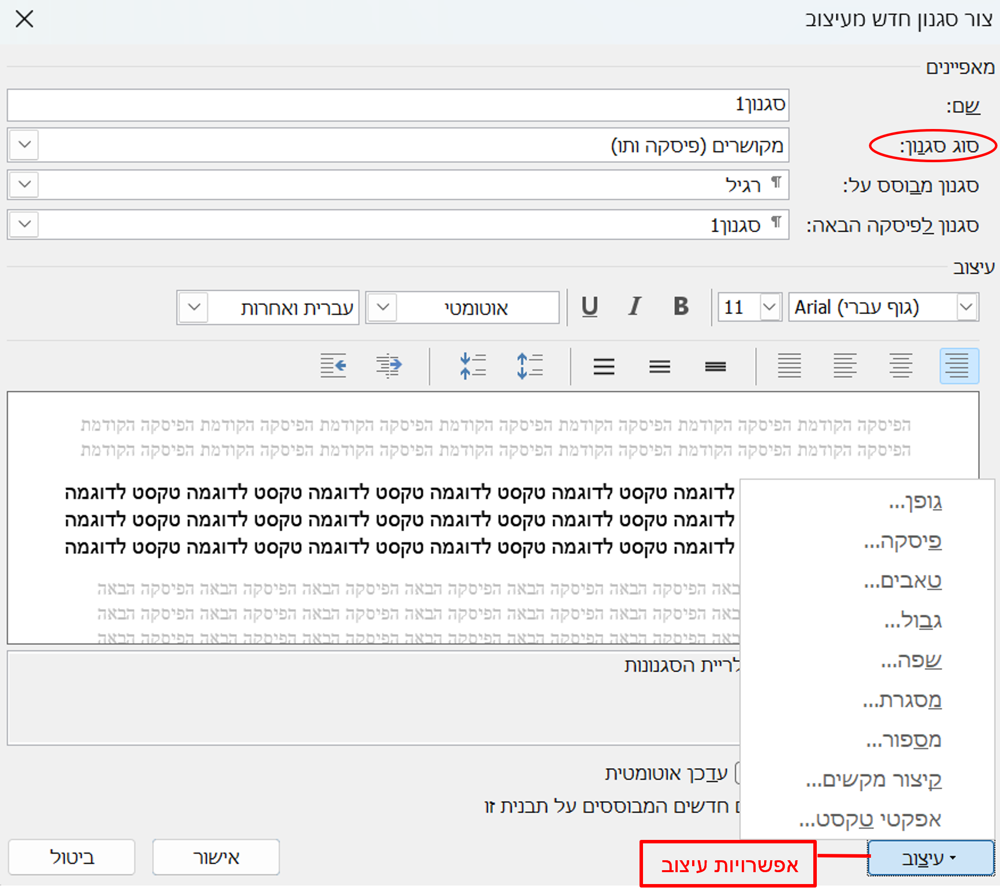 צור סגנון חדש מעיצוב
מאפיינים
שם:
סגנון1
סוג סגנון:
מקושרים (פיסקה ותו)
סגנון מבוסס על:
¶ רגיל
סגנון לפיסקה הבאה:
¶ סגנון1
עיצוב
Arial (גוף עברי)
11
B I U
אוטומטי
עברית ואחרות
הפיסקה הקודמת הפיסקה הקודמת הפיסקה הקודמת הפיסקה הקודמת הפיסקה הקודמת הפיסקה הקודמת הפיסקה הקודמת
הפיסקה הקודמת הפיסקה הקודמת הפיסקה הקודמת הפיסקה הקודמת הפיסקה הקודמת הפיסקה הקודמת הפיסקה הקודמת
לדוגמה טקסט לדוגמה טקסט לדוגמה טקסט לדוגמה טקסט לדוגמה טקסט לדוגמה
לדוגמה טקסט לדוגמה טקסט לדוגמה טקסט לדוגמה טקסט לדוגמה טקסט לדוגמה
לדוגמה טקסט לדוגמה טקסט לדוגמה טקסט לדוגמה טקסט לדוגמה טקסט לדוגמה
באה הפיסקה הבאה הפיסקה הבאה הפיסקה הבאה הפיסקה הבאה הפיסקה הבאה הפיסקה הבאה
באה הפיסקה הבאה הפיסקה הבאה הפיסקה הבאה הפיסקה הבאה הפיסקה הבאה הפיסקה הבאה
באה הפיסקה הבאה הפיסקה הבאה הפיסקה הבאה הפיסקה הבאה הפיסקה הבאה הפיסקה הבאה
לריית הסגנונות
עדכן אוטומטית
ם חדשים המבוססים על תבנית זו
גופן...
פיסקה...
טאבים...
גבול...
שפה...
מסגרת...
מספור...
קיצור מקשים...
אפקטי טקסט...
עיצוב
אפשרויות עיצוב
אישור
ביטול